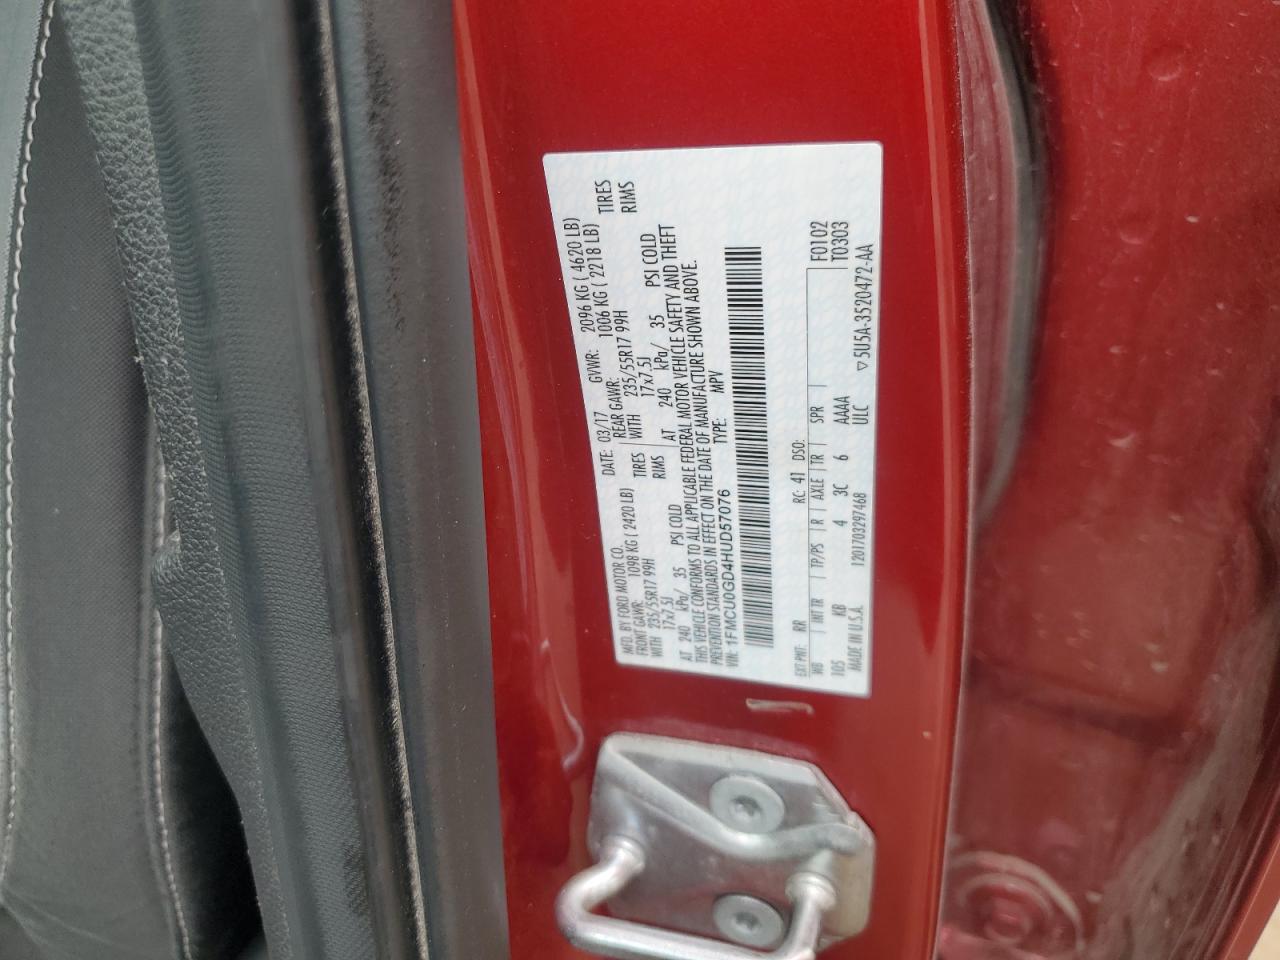 MFD. BY FORD MOTOR CO. DATE: 03/17 GVWR: 2096 KG ( 4620 LB)
FRONT GAWR: 1098 KG ( 2420 LB) REAR GAWR: 1006 KG ( 2218 LB)
WITH 235/55R17 99H TIRES WITH 235/55R17 99H TIRES
17x7.5J RIMS 17x7.5J RIMS
AT 240 kPa/ 35 PSI COLD AT 240 kPa/ 35 PSI COLD
THIS VEHICLE CONFORMS TO ALL APPLICABLE FEDERAL MOTOR VEHICLE SAFETY AND THEFT
PREVENTION STANDARDS IN EFFECT ON THE DATE OF MANUFACTURE SHOWN ABOVE.
VIN: 1FMCU0GD4HUD57076 TYPE: MPV
EXT PNT: RR RC: 41 DSO: F0102
WB INT TR TP/PS R AXLE TR SPR T0303
105 KB 4 3C 6 AAAA
MADE IN U.S.A. 1201703297468 ULC ▽5U5A-3520472-AA